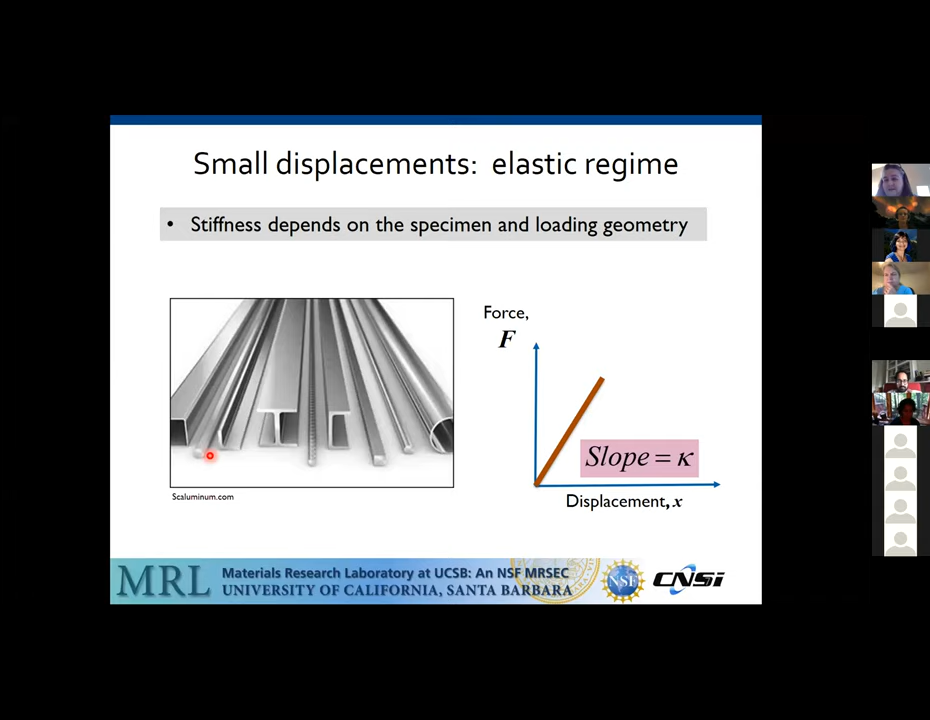 Small displacements: elastic regime
• Stiffness depends on the specimen and loading geometry
Force,
F
Slope = κ
Displacement, x
Scaluminum.com
MRL
Materials Research Laboratory at UCSB: An NSF MRSEC
UNIVERSITY OF CALIFORNIA, SANTA BARBARA
NSF
CNSi